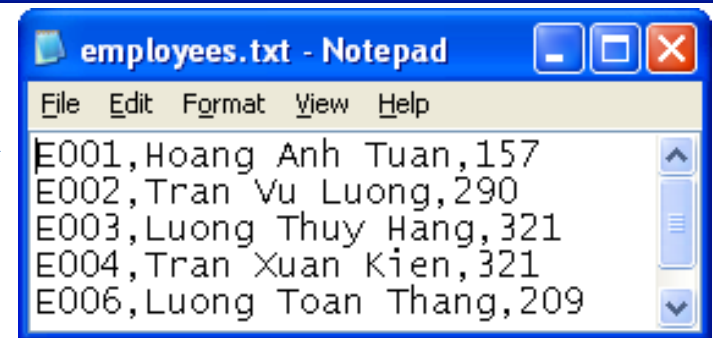 employees.txt - Notepad
File Edit Format View Help
E001,Hoang Anh Tuan,157
E002,Tran Vu Luong,290
E003,Luong Thuy Hang,321
E004,Tran Xuan Kien,321
E006,Luong Toan Thang,209